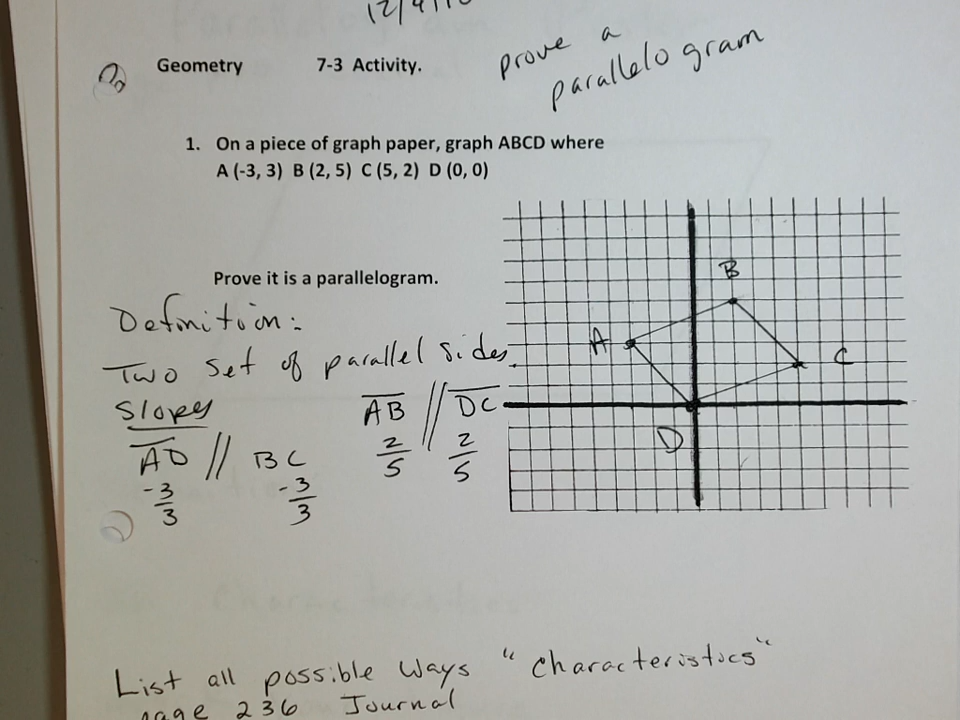 prove a
Geometry 7-3 Activity.
parallelogram
1. On a piece of graph paper, graph ABCD where
A (-3, 3) B (2, 5) C (5, 2) D (0, 0)
Prove it is a parallelogram.
B
Definition:
A
C
Two set of parallel sides.
Slopes
AB // DC
2/5 2/5
D
AD // BC
-3/3 -3/3
List all possible ways "characteristics"
page 236 Journal